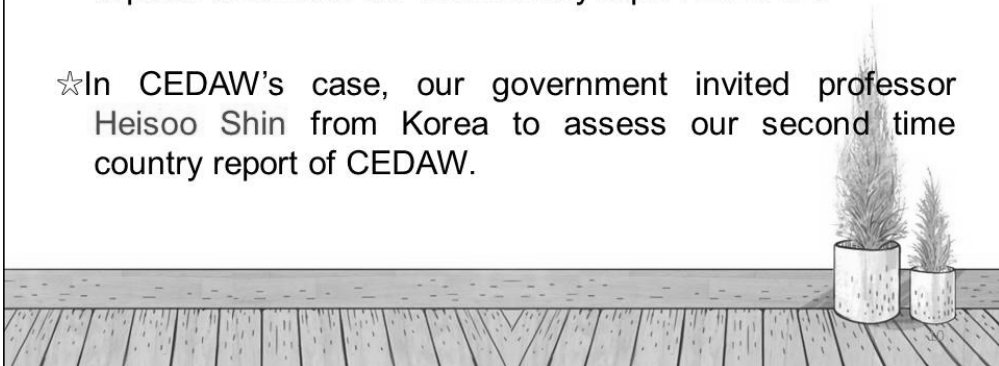 ☆In CEDAW's case, our government invited professor
Heisoo Shin from Korea to assess our second time
country report of CEDAW.
10